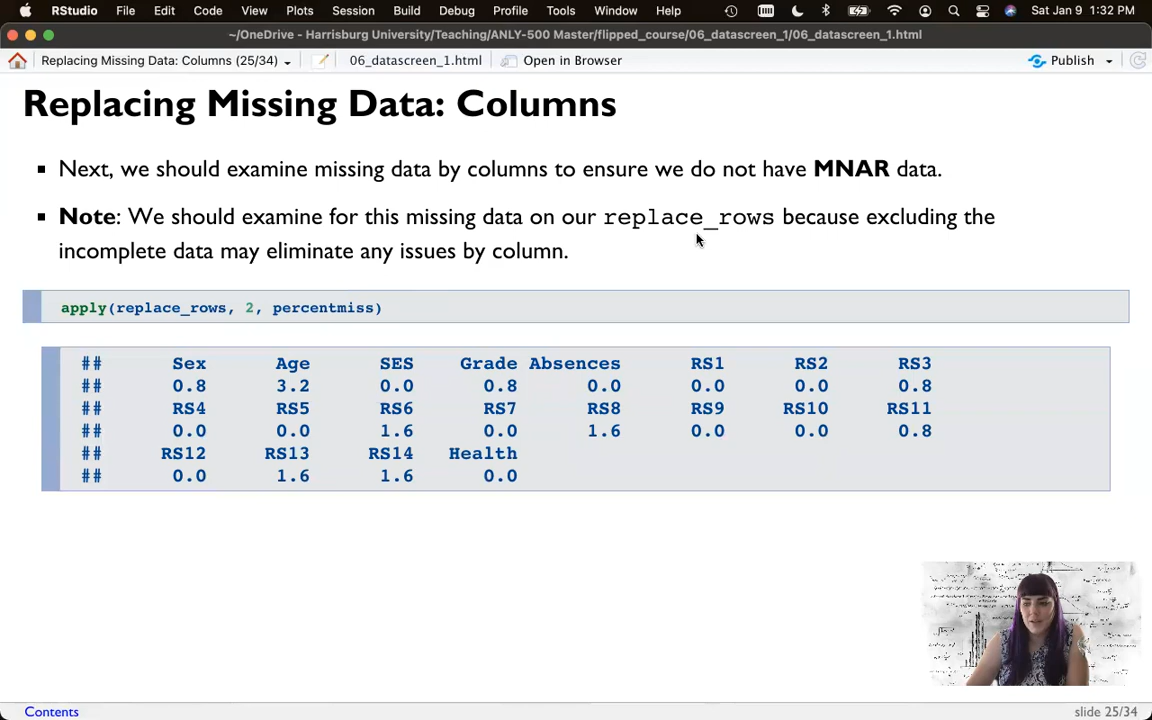 RStudio File Edit Code View Plots Session Build Debug Profile Tools Window Help Sat Jan 9 1:32 PM
~/OneDrive - Harrisburg University/Teaching/ANLY-500 Master/flipped_course/06_datascreen_1/06_datascreen_1.html
Replacing Missing Data: Columns (25/34) 06_datascreen_1.html Open in Browser Publish
Replacing Missing Data: Columns
▪ Next, we should examine missing data by columns to ensure we do not have MNAR data.
▪ Note: We should examine for this missing data on our replace_rows because excluding the
incomplete data may eliminate any issues by column.
apply(replace_rows, 2, percentmiss)
## Sex Age SES Grade Absences RS1 RS2 RS3
## 0.8 3.2 0.0 0.8 0.0 0.0 0.0 0.8
## RS4 RS5 RS6 RS7 RS8 RS9 RS10 RS11
## 0.0 0.0 1.6 0.0 1.6 0.0 0.0 0.8
## RS12 RS13 RS14 Health
## 0.0 1.6 1.6 0.0
Contents slide 25/34